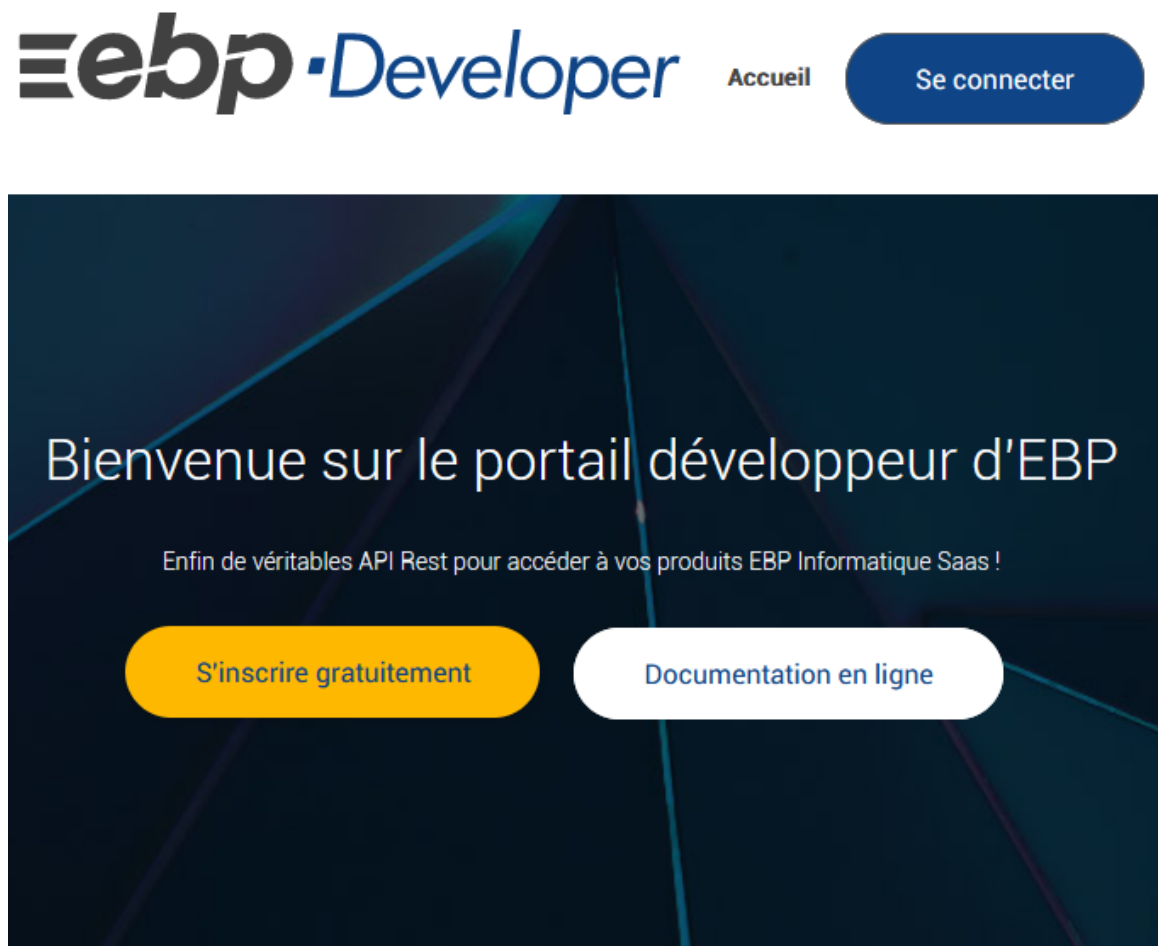 ebp·Developer
Accueil
Se connecter
Bienvenue sur le portail développeur d'EBP
Enfin de véritables API Rest pour accéder à vos produits EBP Informatique Saas !
S'inscrire gratuitement
Documentation en ligne